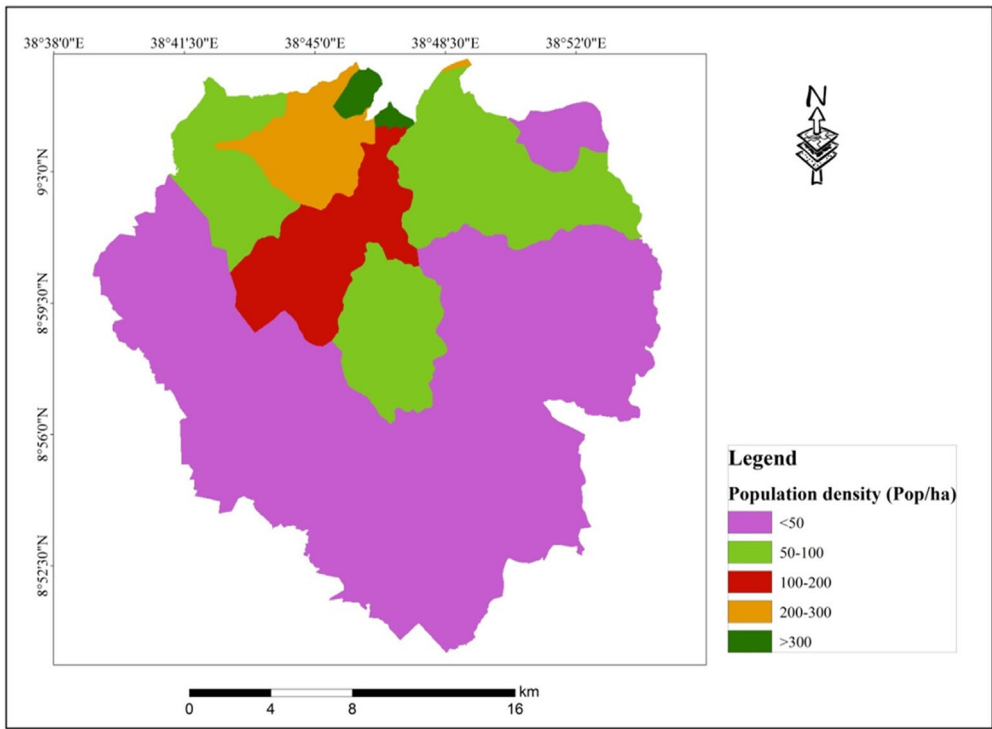 38°38'0"E 38°41'30"E 38°45'0"E 38°48'30"E 38°52'0"E
N
9°3'0"N
8°59'30"N
8°56'0"N
8°52'30"N
Legend
Population density (Pop/ha)
<50
50-100
100-200
200-300
>300
km
0 4 8 16